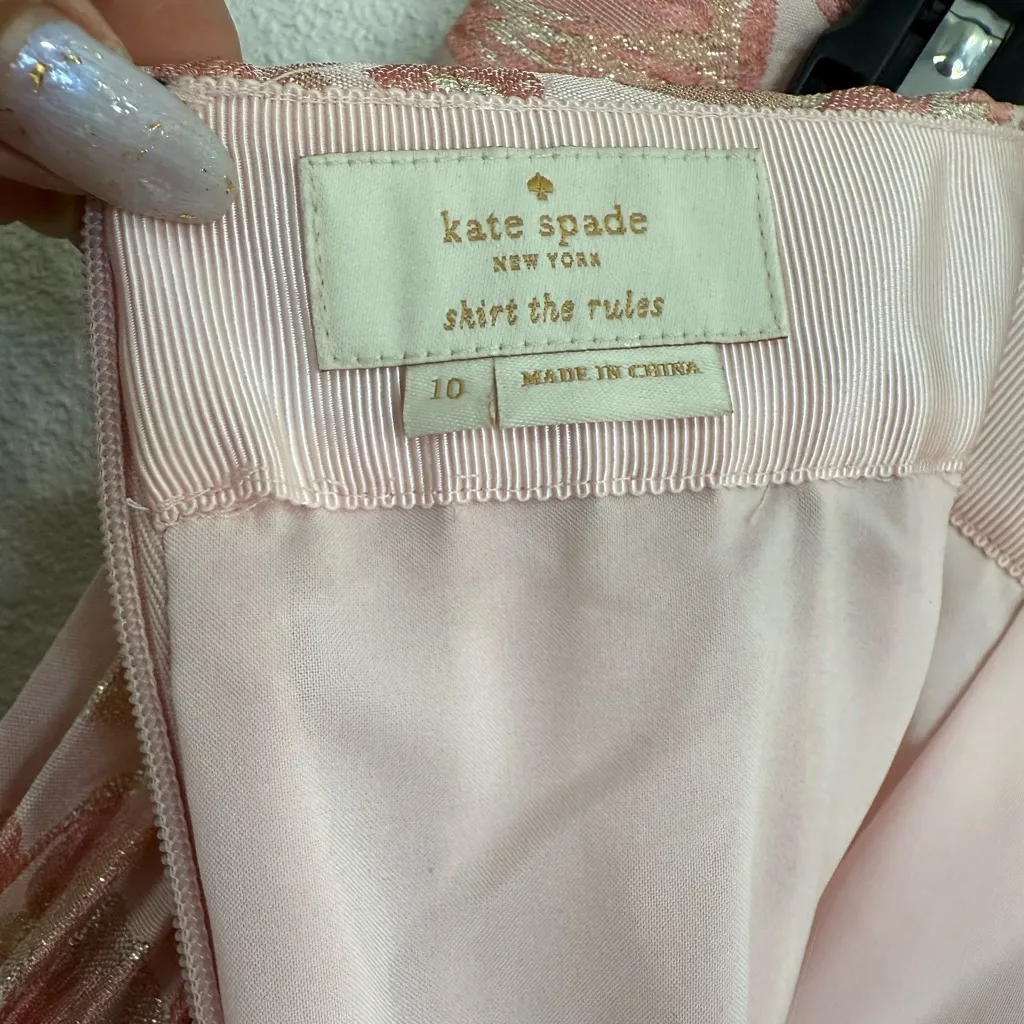 kate spade
NEW YORK
skirt the rules
10
MADE IN CHINA